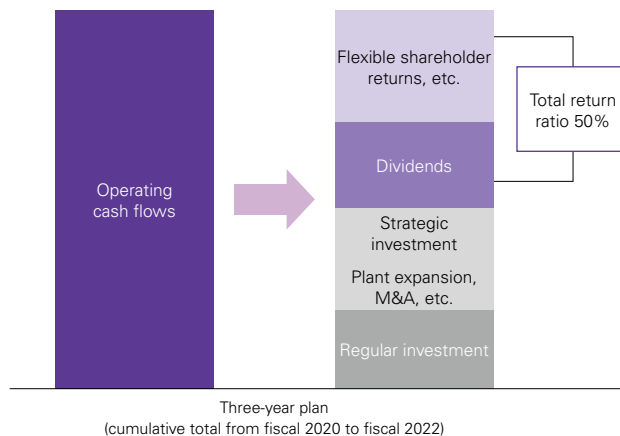 Operating
cash flows
Flexible shareholder
returns, etc.
Dividends
Strategic
investment
Plant expansion,
M&A, etc.
Regular investment
Total return
ratio 50%
Three-year plan
(cumulative total from fiscal 2020 to fiscal 2022)